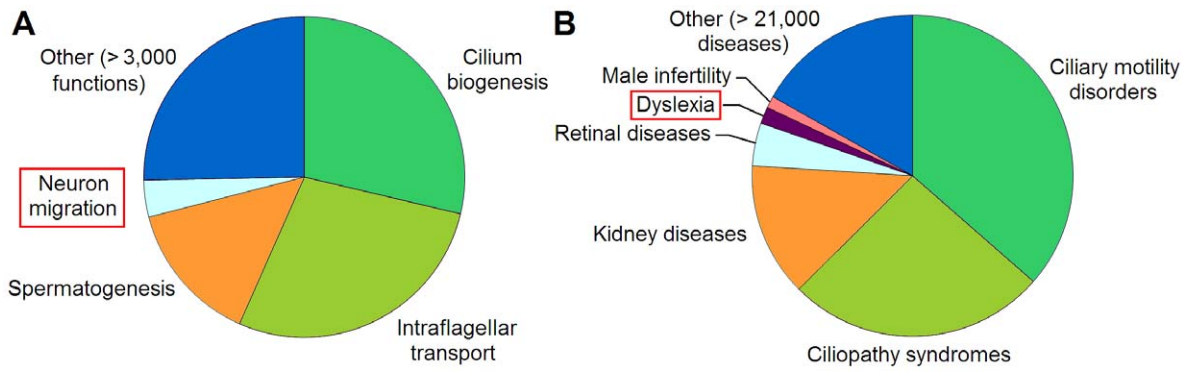 A
Other (> 3,000
functions)
Cilium
biogenesis
Neuron
migration
Spermatogenesis
Intraflagellar
transport
B
Other (> 21,000
diseases)
Male infertility
Dyslexia
Retinal diseases
Kidney diseases
Ciliary motility
disorders
Ciliopathy syndromes